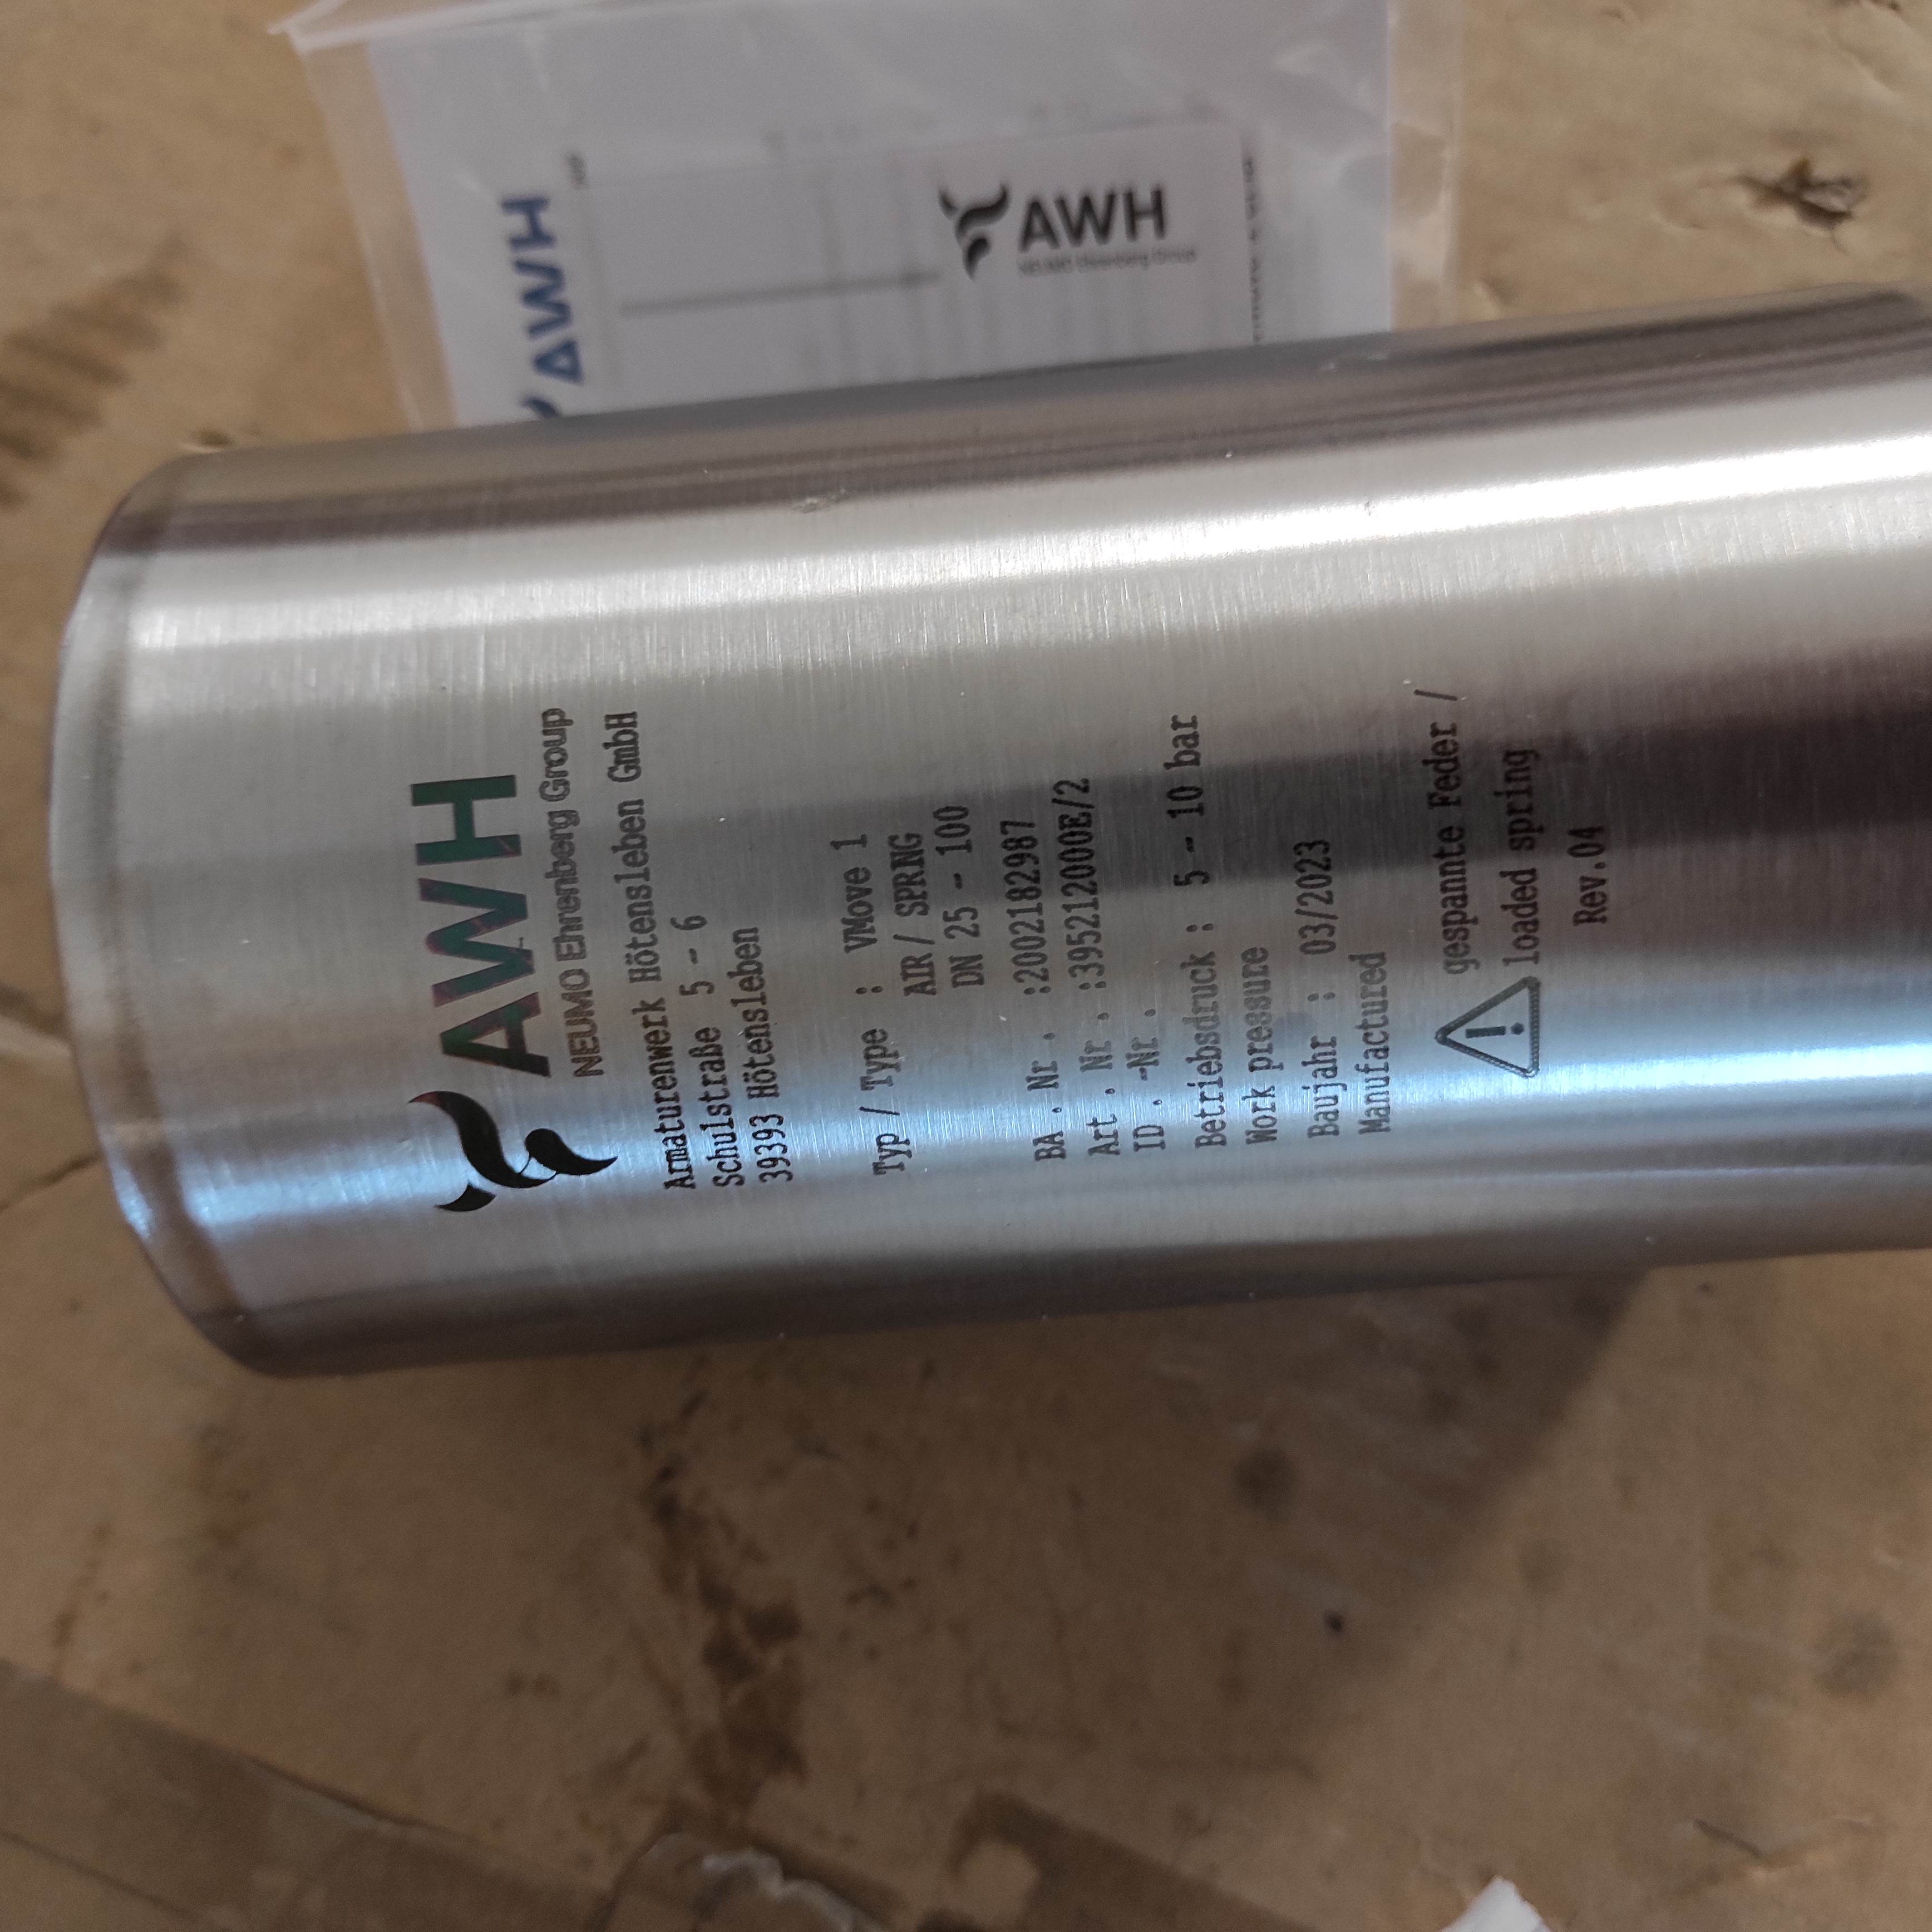 AWH
AWH
AWH
NEUMO Ehrenberg Group
Armaturenwerk Hötensleben GmbH
Schulstraße 5 - 6
39393 Hötensleben
Typ / Type : VMove 1
AIR / SPRING
DN 25 - 100
BA . Nr . :2002182987
Art . Nr . :395212000E/2
ID . -Nr .
Betriebsdruck : 5 - 10 bar
Work pressure
Baujahr : 03/2023
Manufactured
gespannte Feder /
loaded spring
Rev.04